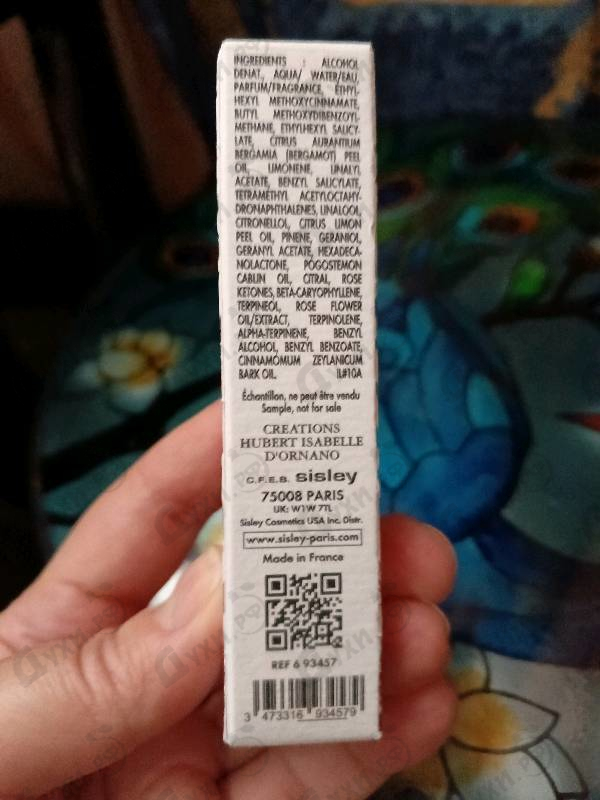 INGREDIENTS : ALCOHOL
DENAT., AQUA/ WATER/EAU,
PARFUM/FRAGRANCE, ETHYL-
HEXYL METHOXYCINNAMATE,
BUTYL METHOXYDIBENZOYL-
METHANE, ETHYLHEXYL SALICY-
LATE, CITRUS AURANTIUM
BERGAMIA (BERGAMOT) PEEL
OIL, LIMONENE, LINALYL
ACETATE, BENZYL SALICYLATE,
TETRAMETHYL ACETYLOCTAHY-
DRONAPHTHALENES, LINALOOL,
CITRONELLOL, CITRUS LIMON
PEEL OIL, PINENE, GERANIOL,
GERANYL ACETATE, HEXADECA-
NOLACTONE, POGOSTEMON
CABLIN OIL, CITRAL, ROSE
KETONES, BETA-CARYOPHYLLENE,
TERPINEOL, ROSE FLOWER
OIL/EXTRACT, TERPINOLENE,
ALPHA-TERPINENE, BENZYL
ALCOHOL, BENZYL BENZOATE,
CINNAMOMUM ZEYLANICUM
BARK OIL. IL#10A
Échantillon, ne peut être vendu
Sample, not for sale
CREATIONS
HUBERT ISABELLE
D'ORNANO
C.F.E.B. sisley
75008 PARIS
UK: W1W 7TL
Sisley Cosmetics USA Inc. Distr.
www.sisley-paris.com
Made in France
REF 6 93457
3 473316 934579